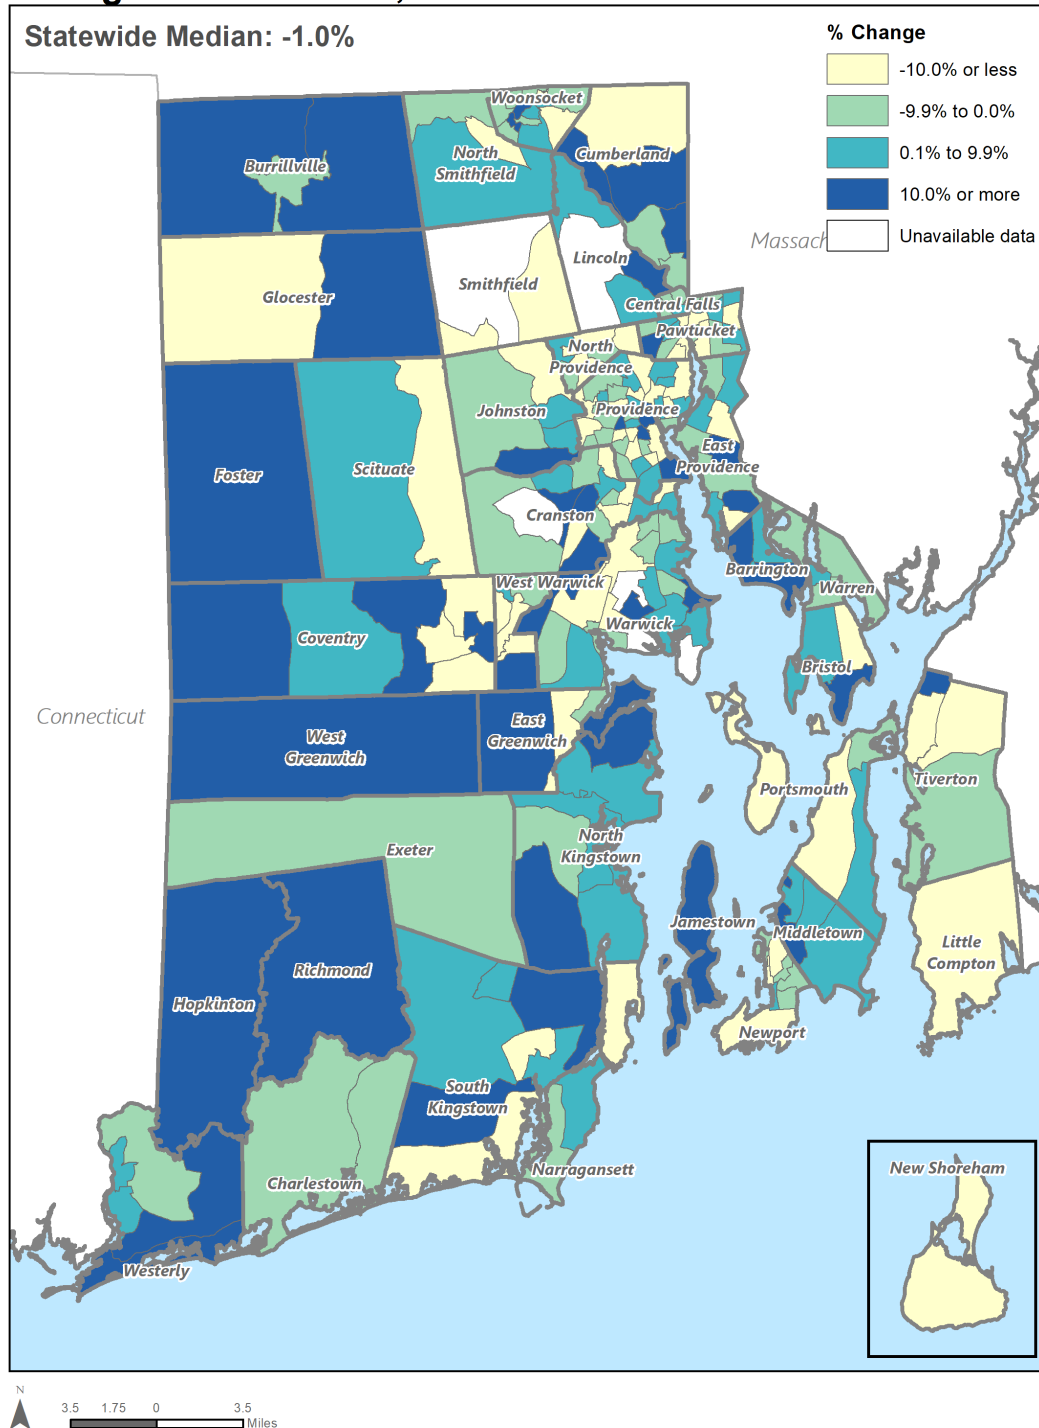 Statewide Median: -1.0%
% Change
-10.0% or less
-9.9% to 0.0%
0.1% to 9.9%
10.0% or more
Unavailable data
Massach
Woonsocket
Burrillville
North
Smithfield
Cumberland
Glocester
Smithfield
Lincoln
Central Falls
Pawtucket
North
Providence
Johnston
Providence
Foster
Scituate
East
Providence
Cranston
Barrington
Warren
West Warwick
Warwick
Coventry
Bristol
Connecticut
West
Greenwich
East
Greenwich
Portsmouth
Tiverton
Exeter
North
Kingstown
Jamestown
Middletown
Little
Compton
Richmond
Hopkinton
Newport
South
Kingstown
Narragansett
Charlestown
Westerly
New Shoreham
N
3.5 1.75 0 3.5
Miles